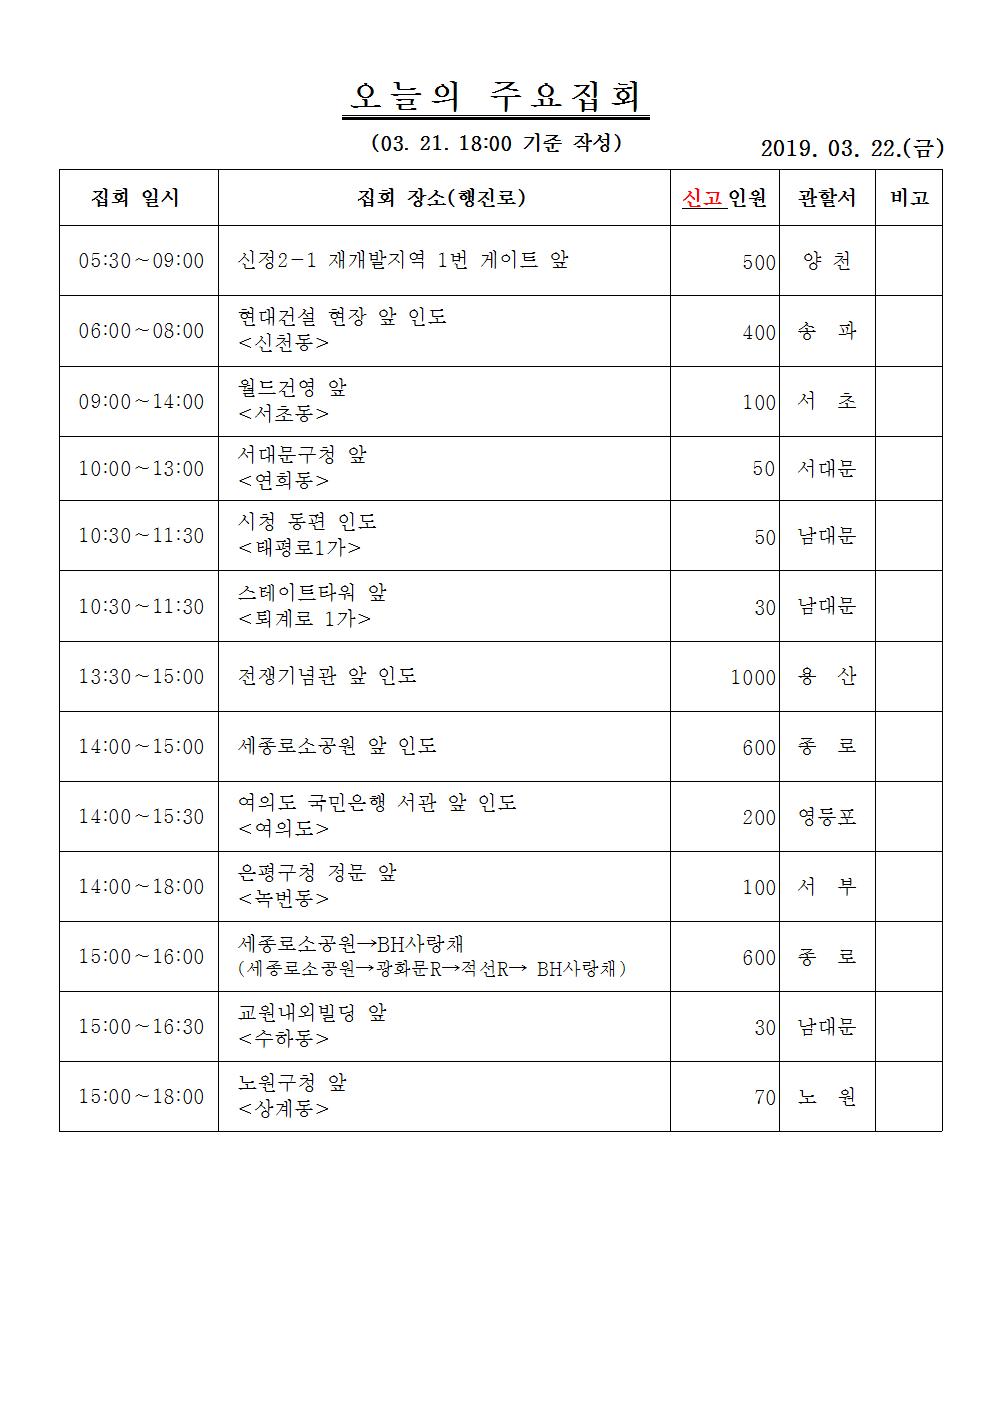 오늘의 주요집회
(03. 21. 18:00 기준 작성)
2019. 03. 22.(금)
집회 일시 집회 장소(행진로) 신고인원 관할서 비고
05:30~09:00 신정2-1 재개발지역 1번 게이트 앞 500 양 천
06:00~08:00 현대건설 현장 앞 인도 400 송 파
<신천동>
09:00~14:00 월드건영 앞 100 서 초
<서초동>
10:00~13:00 서대문구청 앞 50 서대문
<연희동>
10:30~11:30 시청 동편 인도 50 남대문
<태평로1가>
10:30~11:30 스테이트타워 앞 30 남대문
<퇴계로 1가>
13:30~15:00 전쟁기념관 앞 인도 1000 용 산
14:00~15:00 세종로소공원 앞 인도 600 종 로
14:00~15:30 여의도 국민은행 서관 앞 인도 200 영등포
<여의도>
14:00~18:00 은평구청 정문 앞 100 서 부
<녹번동>
15:00~16:00 세종로소공원→BH사랑채 600 종 로
(세종로소공원→광화문R→적선R→ BH사랑채)
15:00~16:30 교원내외빌딩 앞 30 남대문
<수하동>
15:00~18:00 노원구청 앞 70 노 원
<상계동>